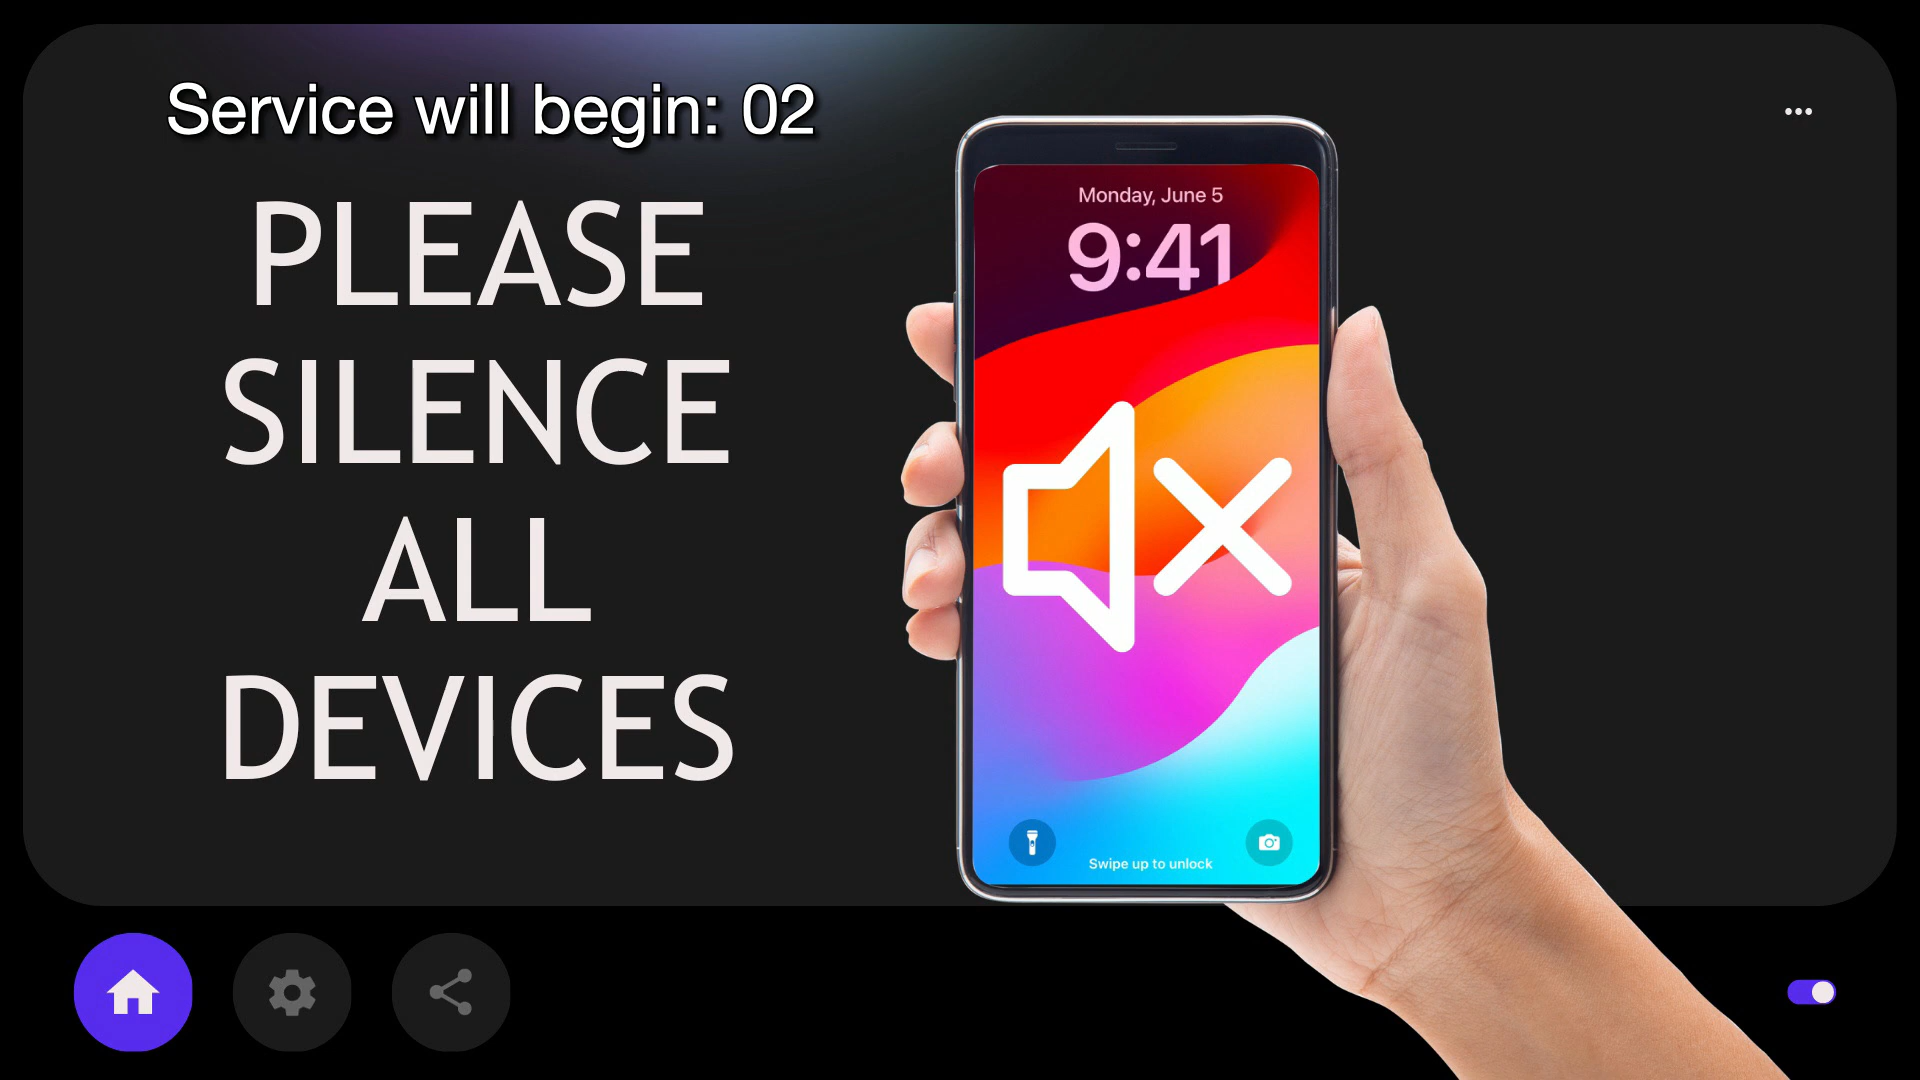 Service will begin: 02
PLEASE
SILENCE
ALL
DEVICES
Monday, June 5
9:41
Swipe up to unlock